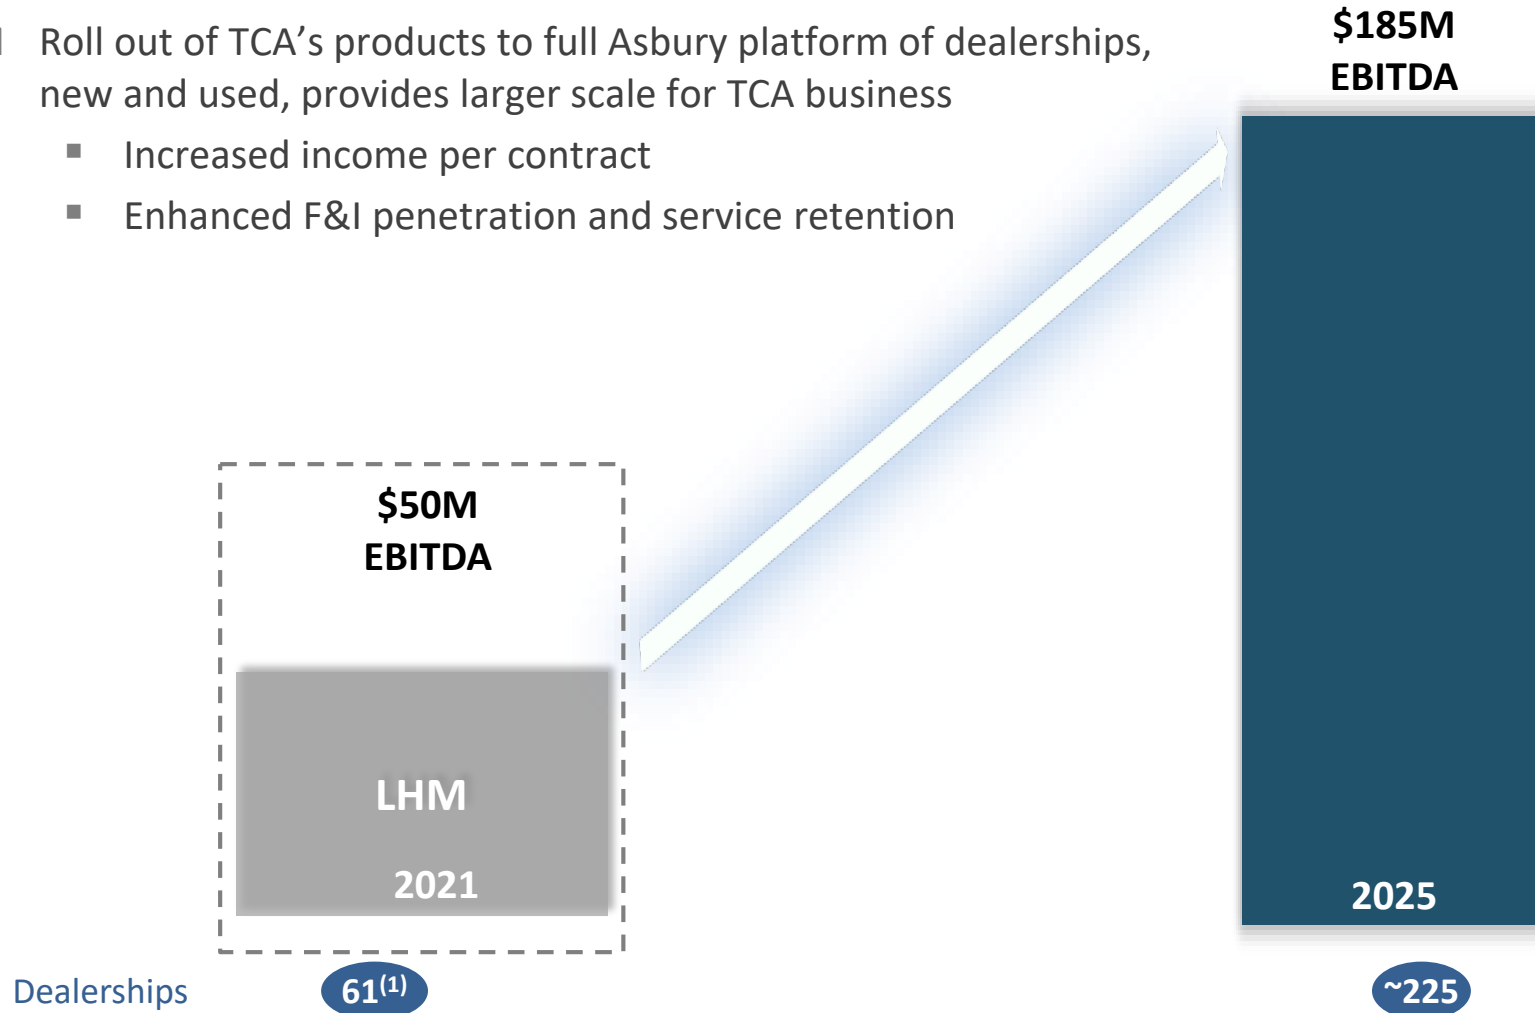 Roll out of TCA's products to full Asbury platform of dealerships,
new and used, provides larger scale for TCA business
Increased income per contract
Enhanced F&I penetration and service retention
$185M
EBITDA
$50M
EBITDA
LHM
2021
2025
Dealerships
61(1)
~225